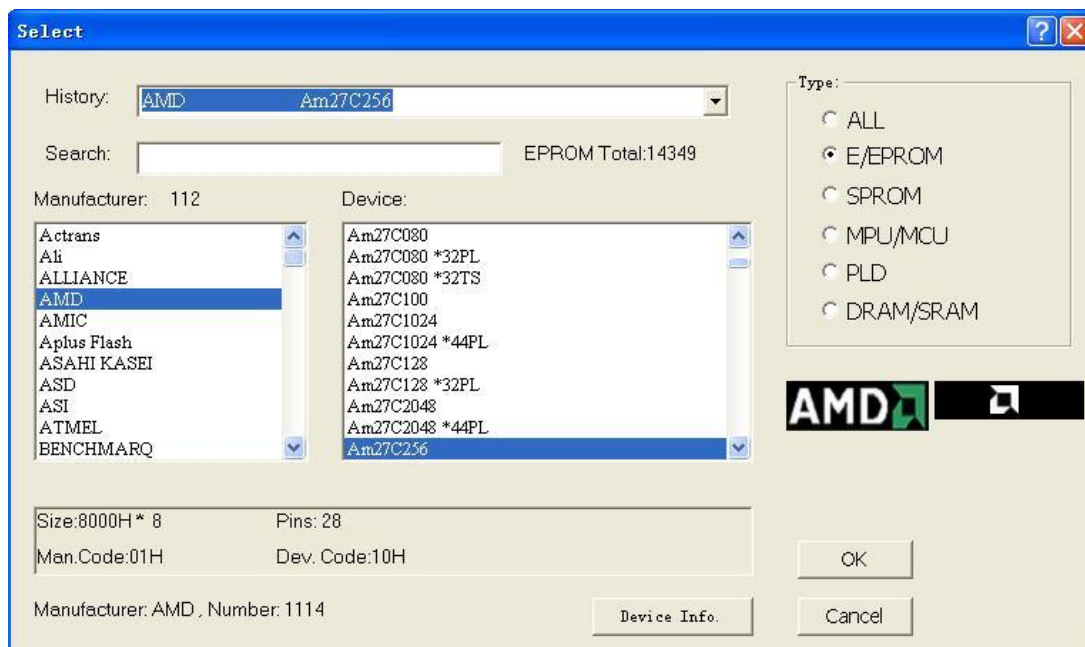 Select
History: AMD Am27C256
Search: EPROM Total:14349
Manufacturer: 112 Device:
Actrans
Ali
ALLIANCE
AMD
AMIC
Aplus Flash
ASAHI KASEI
ASD
ASI
ATMEL
BENCHMARQ
Am27C080
Am27C080 *32PL
Am27C080 *32TS
Am27C100
Am27C1024
Am27C1024 *44PL
Am27C128
Am27C128 *32PL
Am27C2048
Am27C2048 *44PL
Am27C256
Type:
ALL
E/EPROM
SPROM
MPU/MCU
PLD
DRAM/SRAM
AMD
Size:8000H * 8 Pins: 28
Man.Code:01H Dev. Code:10H
Manufacturer: AMD , Number: 1114
Device Info.
OK
Cancel